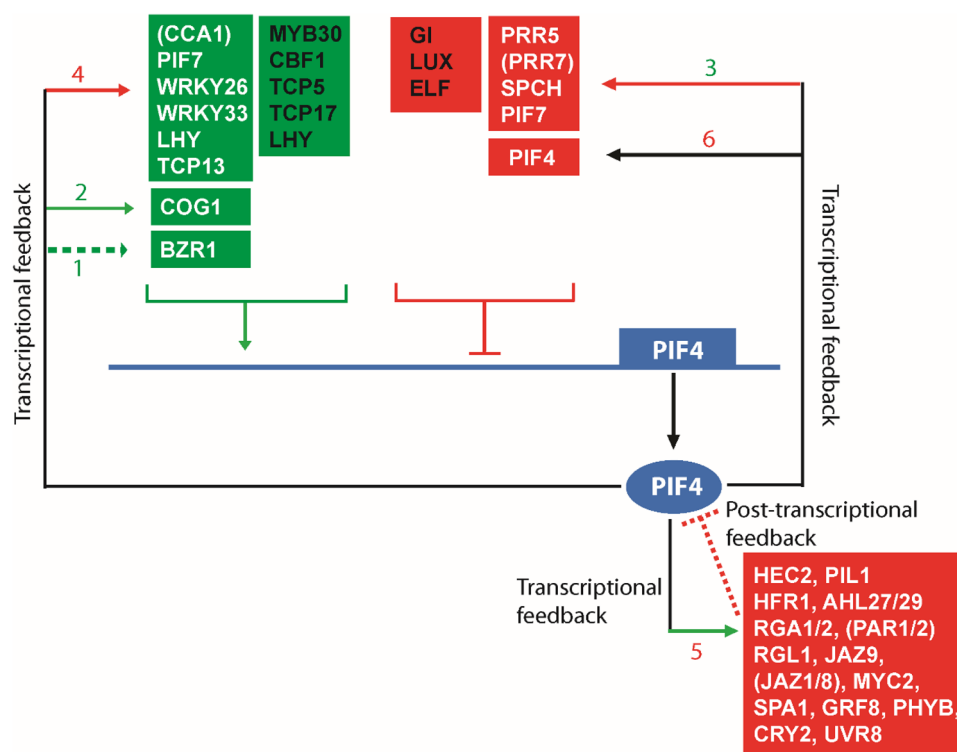 (CCA1)
PIF7
WRKY26
WRKY33
LHY
TCP13
MYB30
CBF1
TCP5
TCP17
LHY
GI
LUX
ELF
PRR5
(PRR7)
SPCH
PIF7
PIF4
4
3
6
2
COG1
BZR1
1
Transcriptional feedback
Transcriptional feedback
PIF4
PIF4
Post-transcriptional
feedback
Transcriptional
feedback
5
HEC2, PIL1
HFR1, AHL27/29
RGA1/2, (PAR1/2)
RGL1, JAZ9,
(JAZ1/8), MYC2,
SPA1, GRF8, PHYB,
CRY2, UVR8